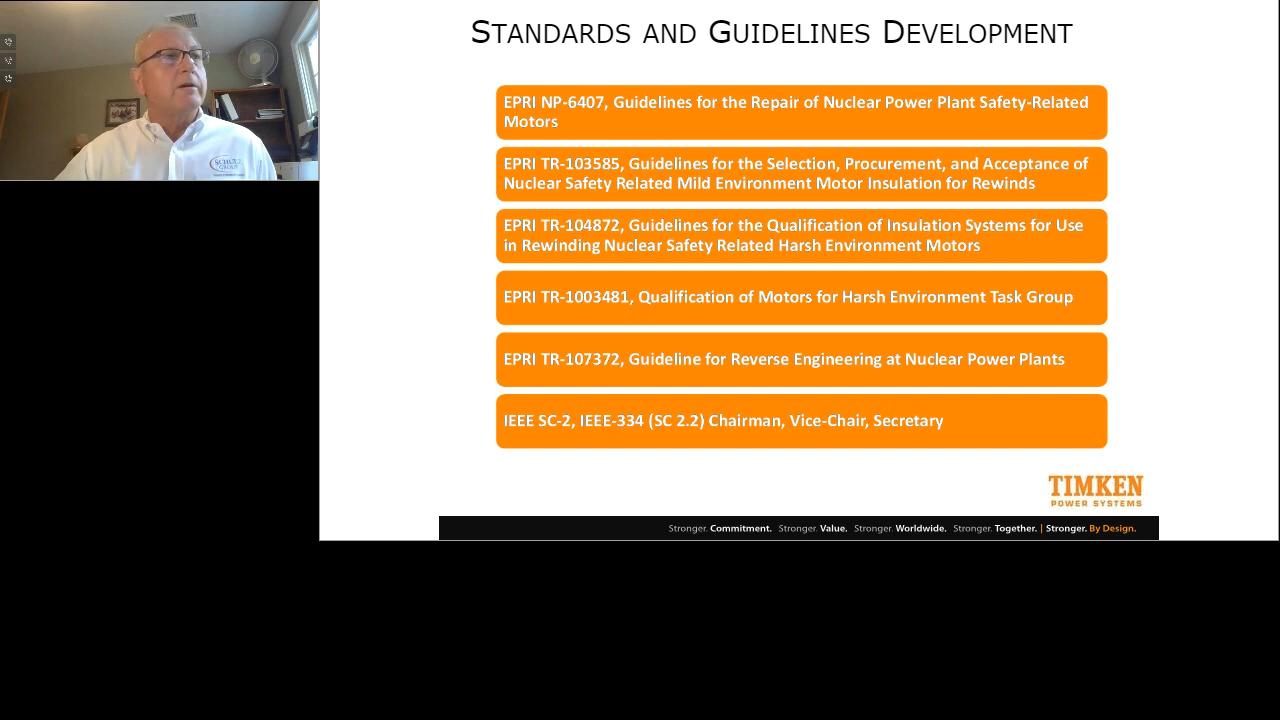 STANDARDS AND GUIDELINES DEVELOPMENT
EPRI NP-6407, Guidelines for the Repair of Nuclear Power Plant Safety-Related
Motors
EPRI TR-103585, Guidelines for the Selection, Procurement, and Acceptance of
Nuclear Safety Related Mild Environment Motor Insulation for Rewinds
EPRI TR-104872, Guidelines for the Qualification of Insulation Systems for Use
in Rewinding Nuclear Safety Related Harsh Environment Motors
EPRI TR-1003481, Qualification of Motors for Harsh Environment Task Group
EPRI TR-107372, Guideline for Reverse Engineering at Nuclear Power Plants
IEEE SC-2, IEEE-334 (SC 2.2) Chairman, Vice-Chair, Secretary
TIMKEN
POWER SYSTEMS
Stronger. Commitment. Stronger. Value. Stronger. Worldwide. Stronger. Together. | Stronger. By Design.
GROUP